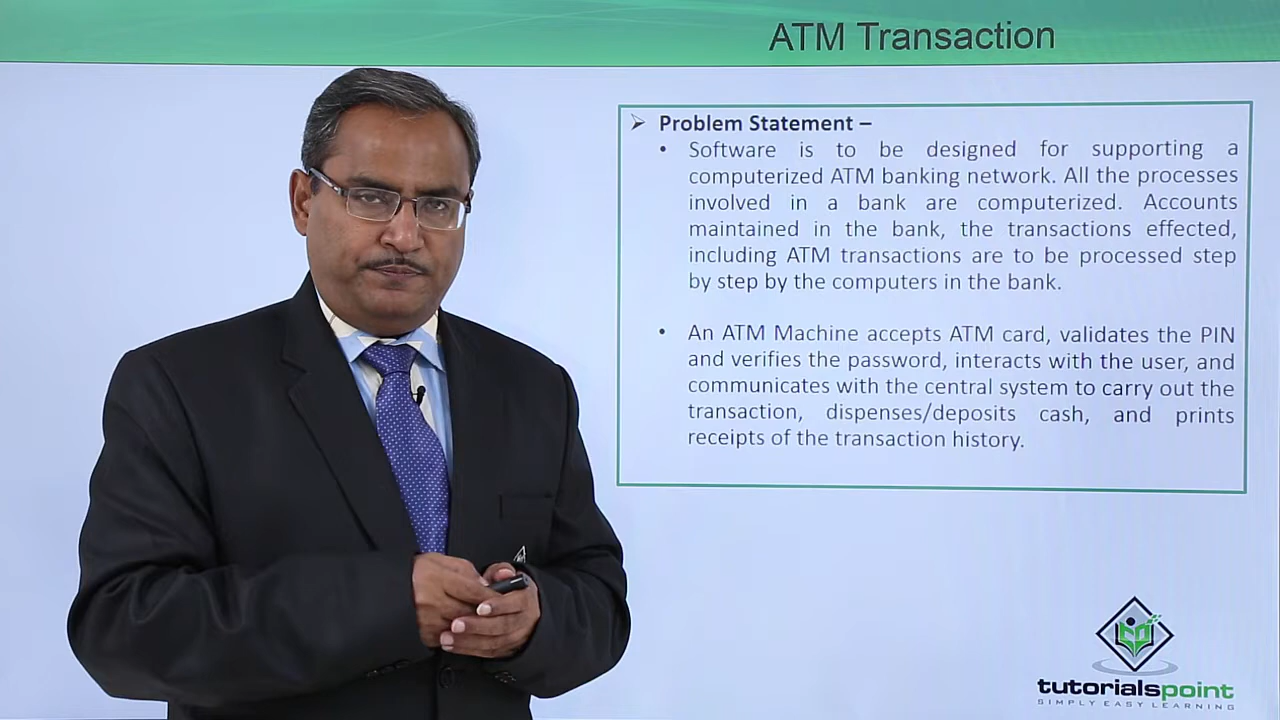 ATM Transaction
➢ Problem Statement –
• Software is to be designed for supporting a
computerized ATM banking network. All the processes
involved in a bank are computerized. Accounts
maintained in the bank, the transactions effected,
including ATM transactions are to be processed step
by step by the computers in the bank.
• An ATM Machine accepts ATM card, validates the PIN
and verifies the password, interacts with the user, and
communicates with the central system to carry out the
transaction, dispenses/deposits cash, and prints
receipts of the transaction history.
tutorialspoint
SIMPLY EASY LEARNING